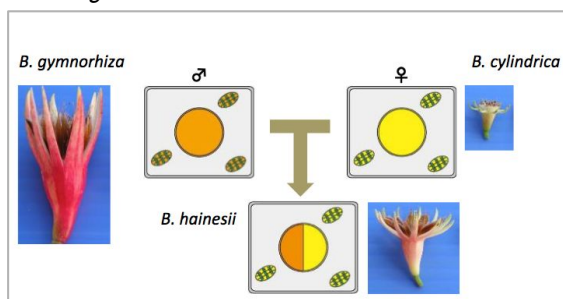 B. gymnorhiza
♂
♀
B. cylindrica
B. hainesii